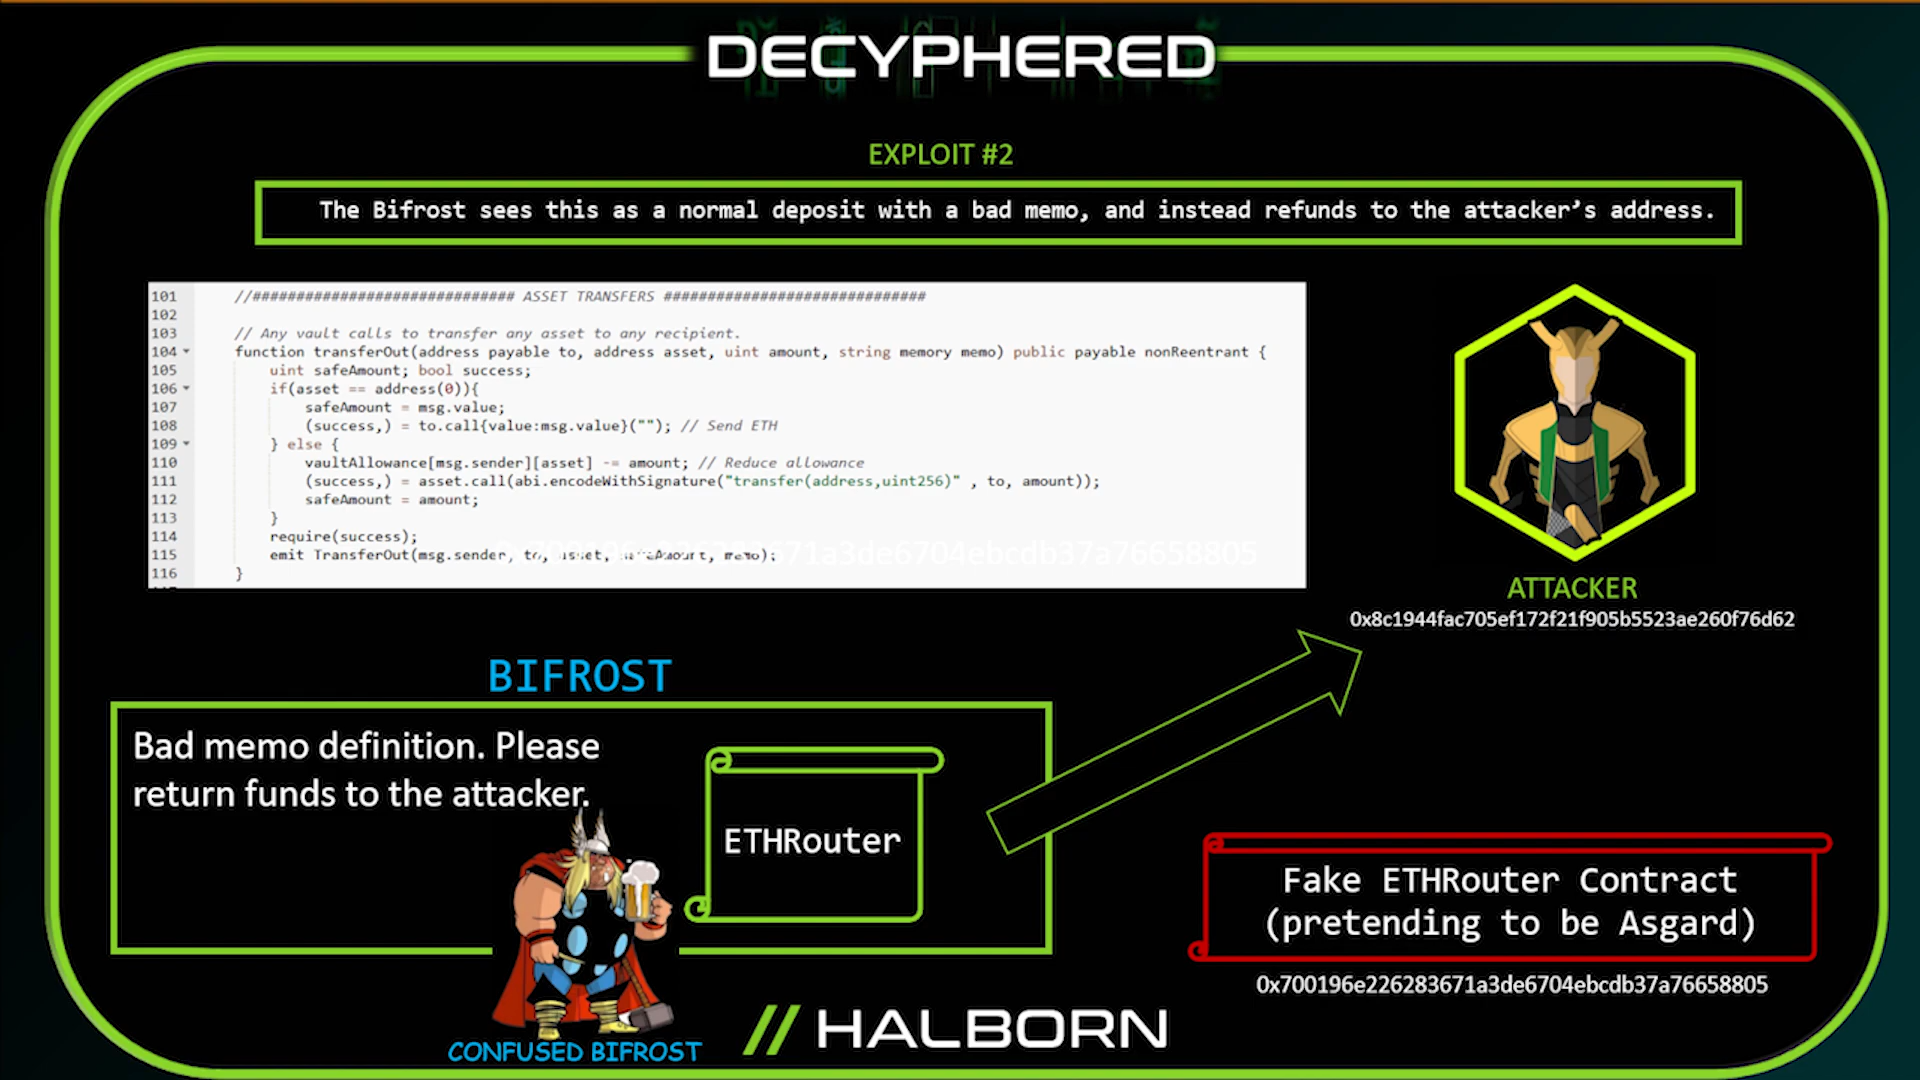 DECYPHERED
EXPLOIT #2
The Bifrost sees this as a normal deposit with a bad memo, and instead refunds to the attacker's address.
101 //############################## ASSET TRANSFERS ##############################
102
103 // Any vault calls to transfer any asset to any recipient.
104 function transferOut(address payable to, address asset, uint amount, string memory memo) public payable nonReentrant {
105 uint safeAmount; bool success;
106 if(asset == address(0)){
107 safeAmount = msg.value;
108 (success,) = to.call{value:msg.value}(""); // Send ETH
109 } else {
110 vaultAllowance[msg.sender][asset] -= amount; // Reduce allowance
111 (success,) = asset.call(abi.encodeWithSignature("transfer(address,uint256)" , to, amount));
112 safeAmount = amount;
113 }
114 require(success);
115 emit TransferOut(msg.sender, to, asset, safeAmount, memo);
116 }
ATTACKER
0x8c1944fac705ef172f21f905b5523ae260f76d62
BIFROST
Bad memo definition. Please
return funds to the attacker.
ETHRouter
Fake ETHRouter Contract
(pretending to be Asgard)
0x700196e226283671a3de6704ebcdb37a76658805
CONFUSED BIFROST
// HALBORN